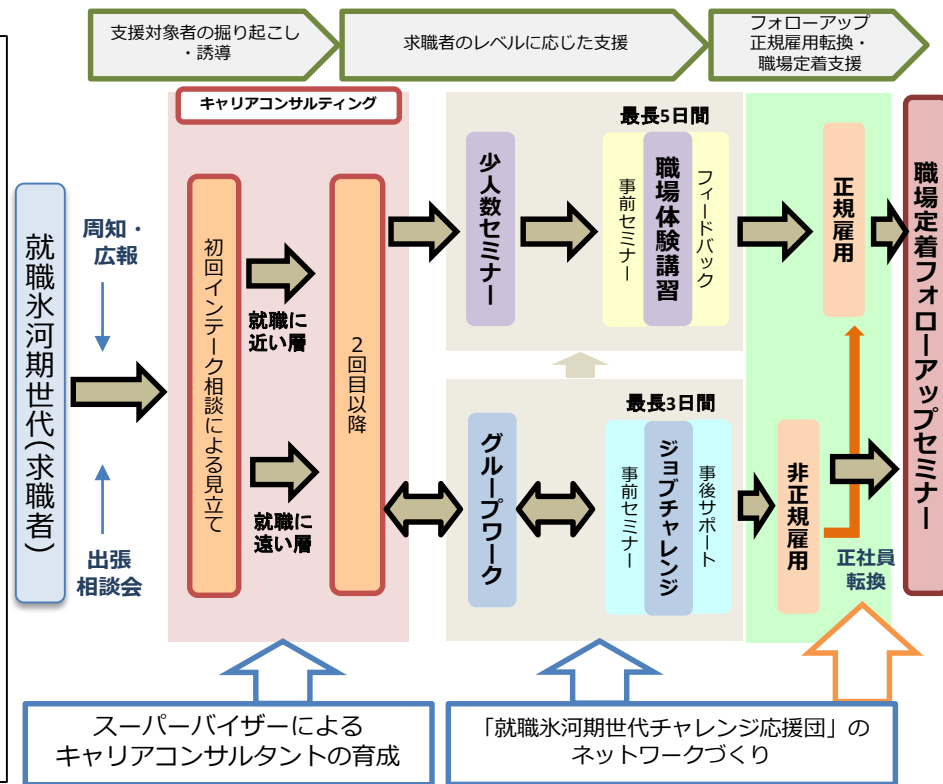 支援対象者の掘り起こし
・誘導
求職者のレベルに応じた支援
フォローアップ
正規雇用転換・
職場定着支援
キャリアコンサルティング
就職氷河期世代(求職者)
周知・
広報
出張
相談会
初回インテーク相談による見立て
就職に
近い層
就職に
遠い層
2回目以降
少人数セミナー
最長5日間
事前セミナー
職場体験講習
フィードバック
グループワーク
最長3日間
事前セミナー
ジョブチャレンジ
事後サポート
正規雇用
非正規雇用
正社員
転換
職場定着フォローアップセミナー
スーパーバイザーによる
キャリアコンサルタントの育成
「就職氷河期世代チャレンジ応援団」の
ネットワークづくり